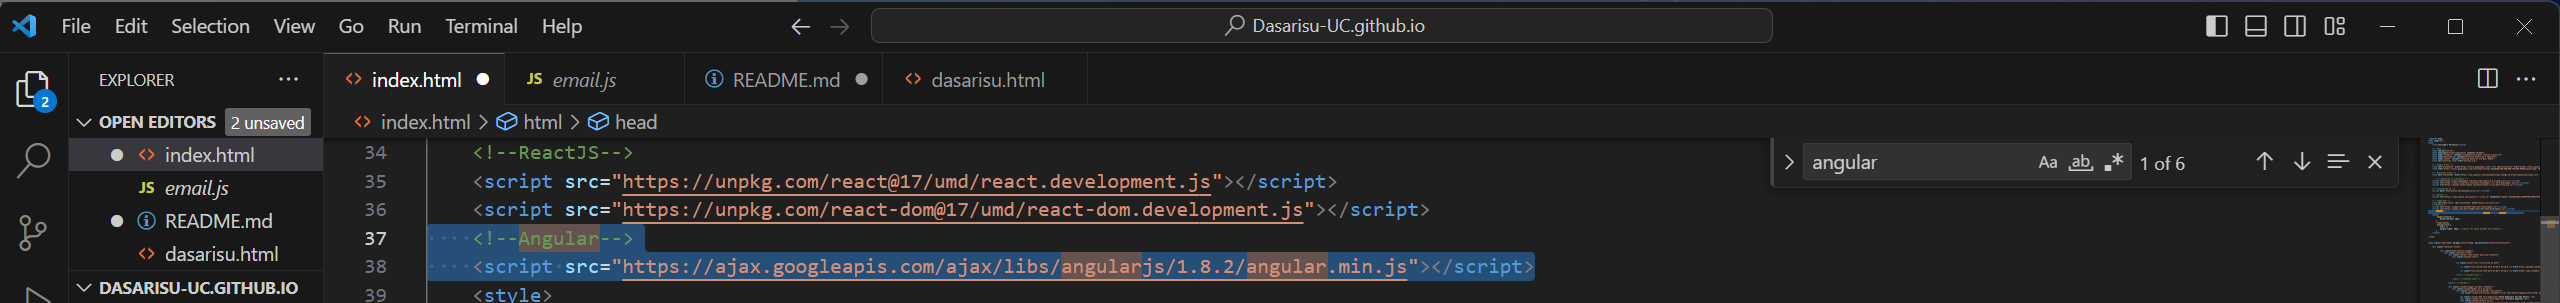 File Edit Selection View Go Run Terminal Help
Dasarisu-UC.github.io
EXPLORER
index.html
JS email.js
README.md
dasarisu.html
OPEN EDITORS 2 unsaved
index.html > html > head
2
index.html
JS email.js
README.md
dasarisu.html
DASARISU-UC.GITHUB.IO
angular Aa ab 1 of 6
34 <!--ReactJS-->
35 <script src="https://unpkg.com/react@17/umd/react.development.js"></script>
36 <script src="https://unpkg.com/react-dom@17/umd/react-dom.development.js"></script>
37 <!--Angular-->
38 <script src="https://ajax.googleapis.com/ajax/libs/angularjs/1.8.2/angular.min.js"></script>
39 <style>